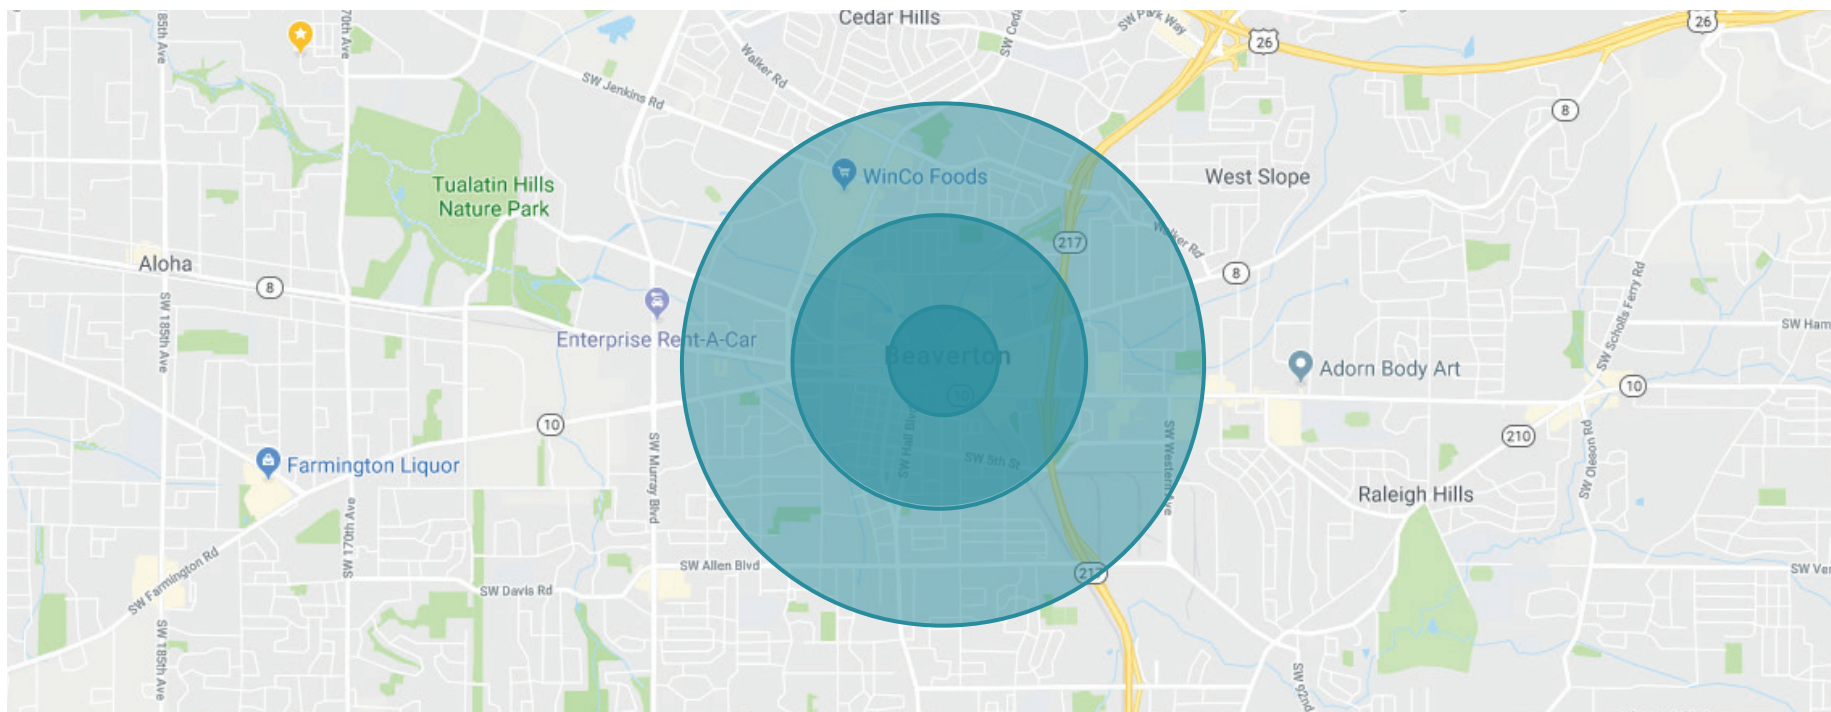 Cedar Hills
SW Park Way
26
26
85th Ave
70th Ave
SW Jenkins Rd
Walker Rd
8
Tualatin Hills
Nature Park
WinCo Foods
West Slope
217
Walker Rd
8
Aloha
8
SW 185th Ave
Enterprise Rent-A-Car
Beaverton
10
SW Scholls Ferry Rd
SW Ham
Adorn Body Art
10
10
210
SW Hall Blvd
SW 5th St
SW Murray Blvd
SW Western Ave
SW Oleson Rd
Farmington Liquor
Raleigh Hills
SW 170th Ave
SW Farmington Rd
SW Davis Rd
SW Allen Blvd
217
SW Ver
SW 185th Ave
SW 92nd